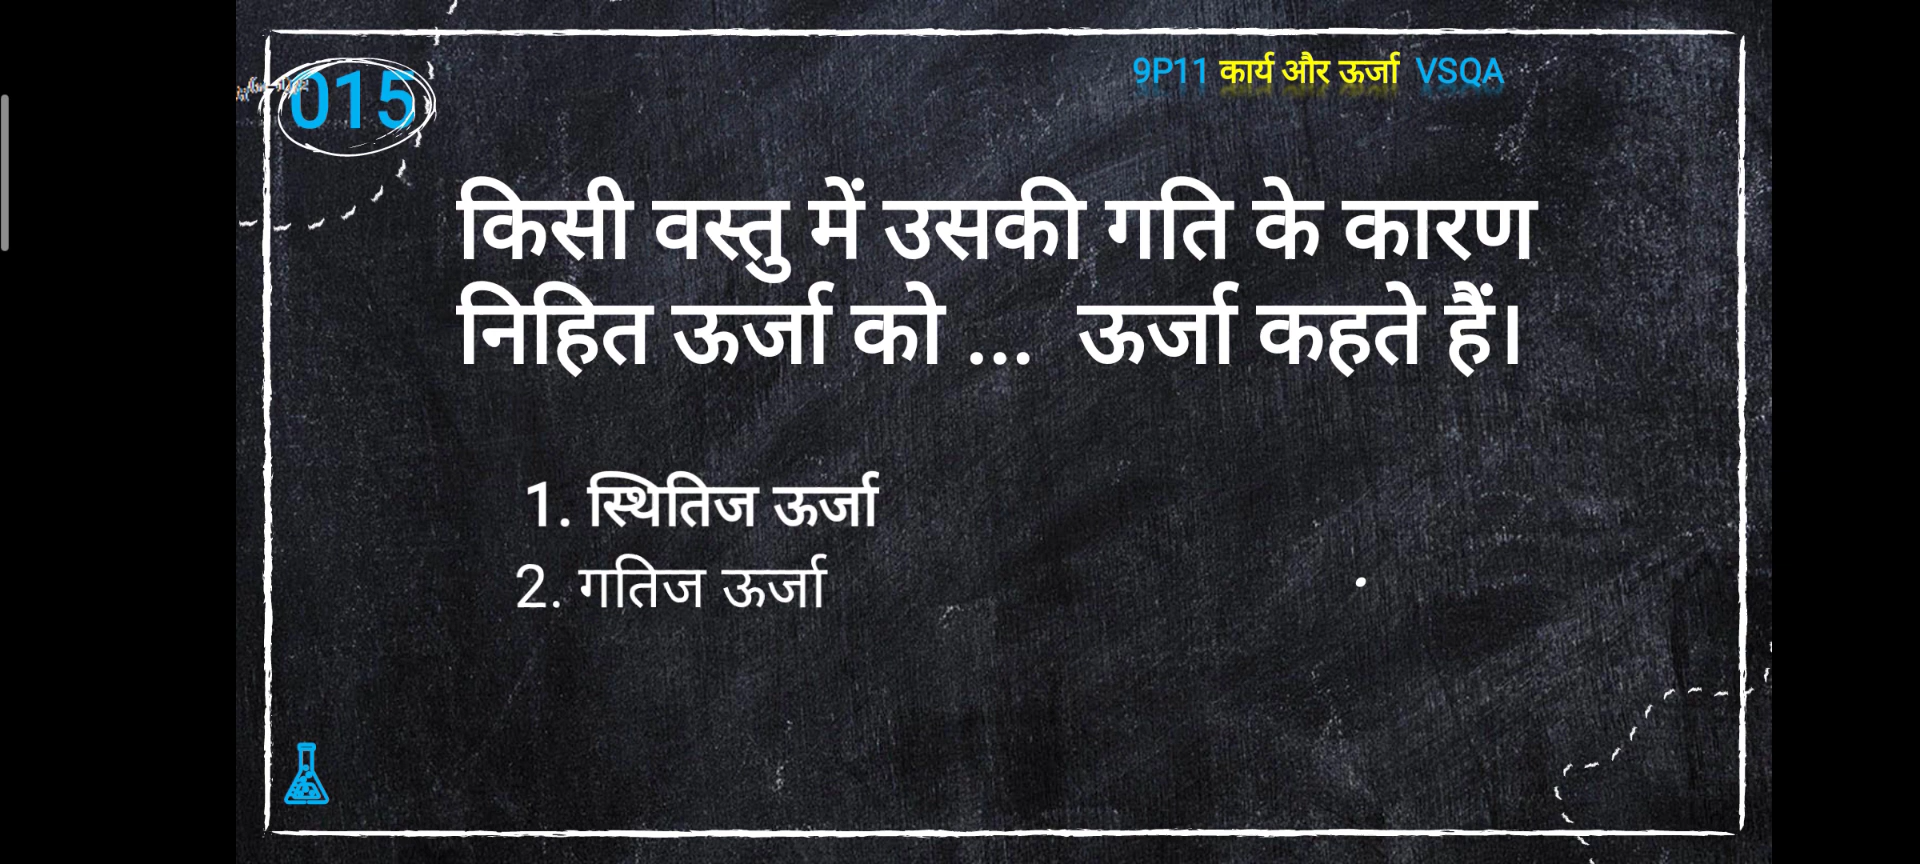 015
9P11 कार्य और ऊर्जा VSQA
किसी वस्तु में उसकी गति के कारण
निहित ऊर्जा को ... ऊर्जा कहते हैं।
1. स्थितिज ऊर्जा
2. गतिज ऊर्जा